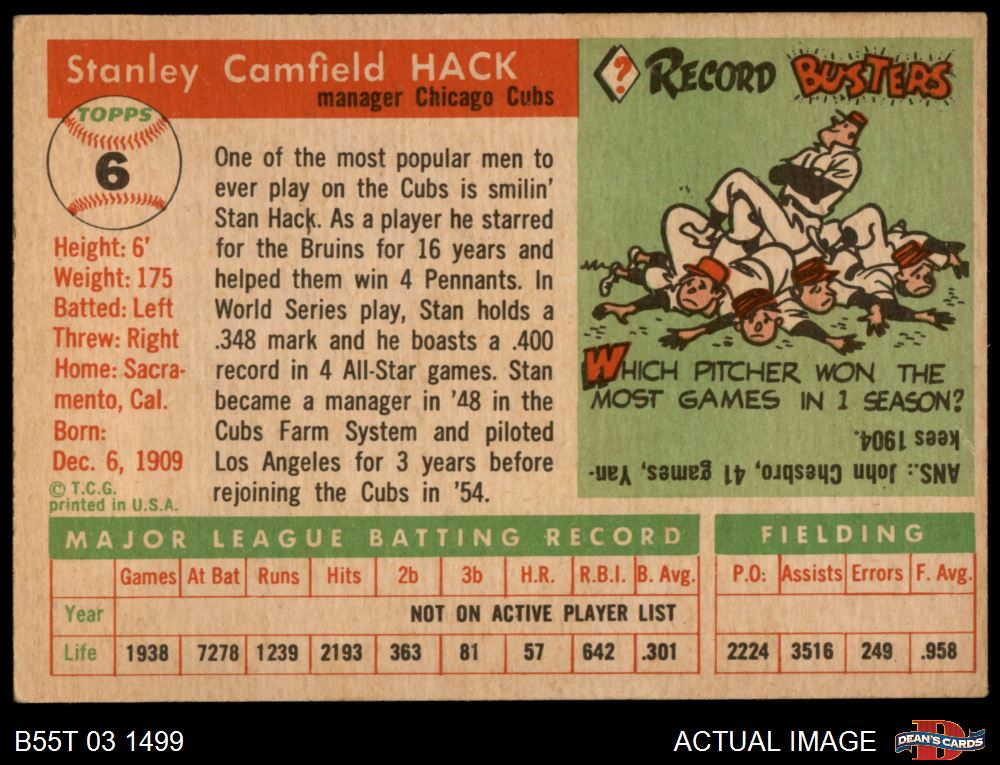 Stanley Camfield HACK
manager Chicago Cubs
TOPPS
6
Height: 6'
Weight: 175
Batted: Left
Threw: Right
Home: Sacra-
mento, Cal.
Born:
Dec. 6, 1909
© T.C.G.
printed in U.S.A.
One of the most popular men to
ever play on the Cubs is smilin'
Stan Hack. As a player he starred
for the Bruins for 16 years and
helped them win 4 Pennants. In
World Series play, Stan holds a
.348 mark and he boasts a .400
record in 4 All-Star games. Stan
became a manager in '48 in the
Cubs Farm System and piloted
Los Angeles for 3 years before
rejoining the Cubs in '54.
? RECORD BUSTERS
WHICH PITCHER WON THE
MOST GAMES IN 1 SEASON?
ANS.: John Chesbro, 41 games, Yan-
kees 1904.
MAJOR LEAGUE BATTING RECORD
Games At Bat Runs Hits 2b 3b H.R. R.B.I. B. Avg.
Year NOT ON ACTIVE PLAYER LIST
Life 1938 7278 1239 2193 363 81 57 642 .301
FIELDING
P.O: Assists Errors F. Avg.
2224 3516 249 .958
B55T 03 1499
ACTUAL IMAGE
D
DEAN'S CARDS